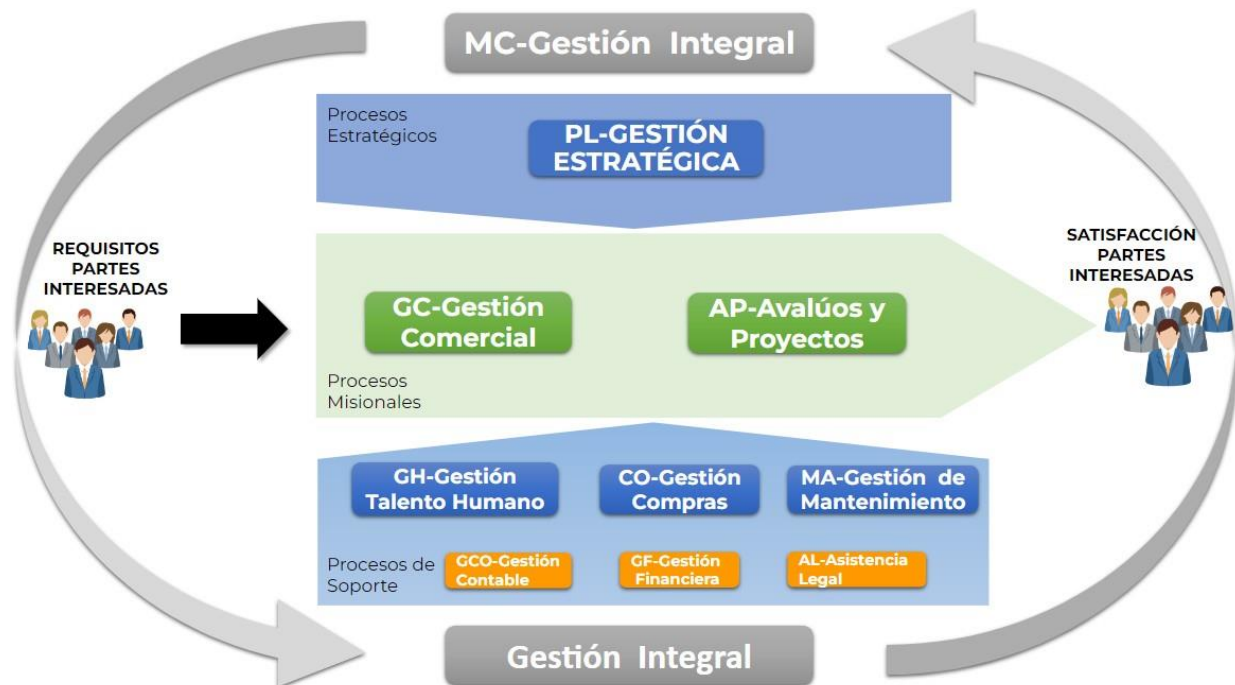 MC-Gestión Integral
Procesos
Estratégicos
PL-GESTIÓN
ESTRATÉGICA
REQUISITOS
PARTES
INTERESADAS
GC-Gestión
Comercial
AP-Avalúos y
Proyectos
Procesos
Misionales
SATISFACCIÓN
PARTES
INTERESADAS
GH-Gestión
Talento Humano
CO-Gestión
Compras
MA-Gestión de
Mantenimiento
Procesos de
Soporte
GCO-Gestión
Contable
GF-Gestión
Financiera
AL-Asistencia
Legal
Gestión Integral